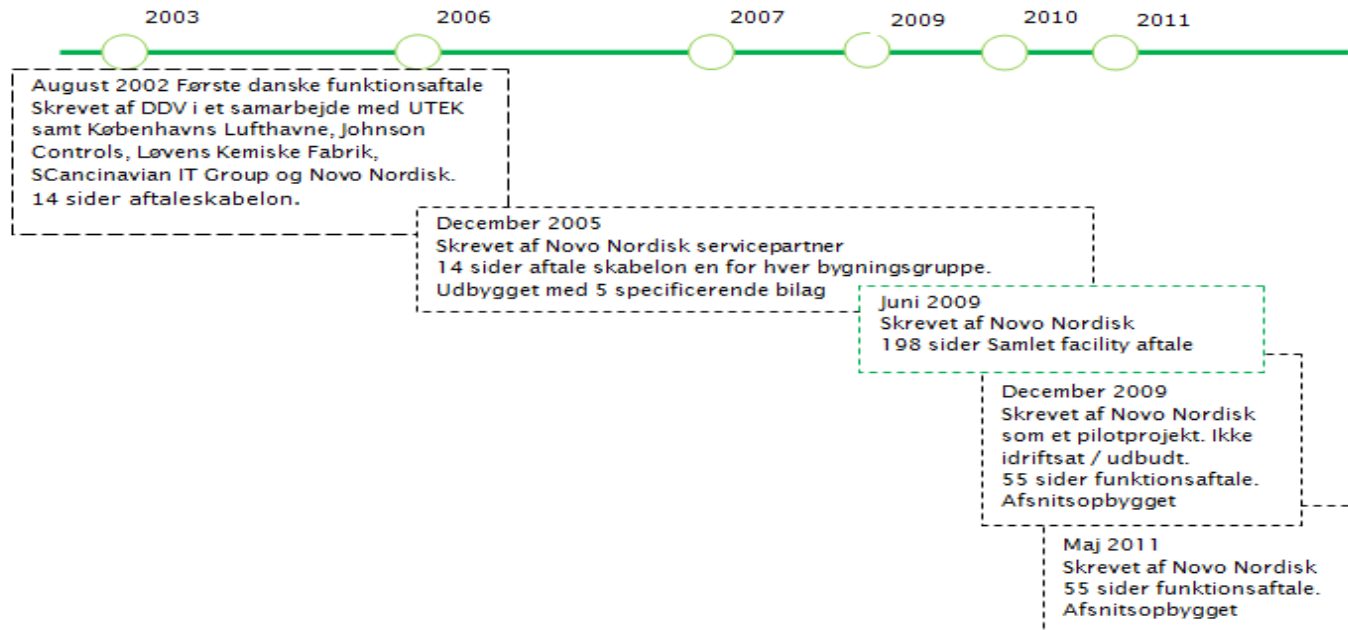 2003
2006
2007
2009
2010
2011
August 2002 Første danske funktionsaftale
Skrevet af DDV i et samarbejde med UTEK
samt Københavns Lufthavne, Johnson
Controls, Løvens Kemiske Fabrik,
SCancinavian IT Group og Novo Nordisk.
14 sider aftaleskabelon.
December 2005
Skrevet af Novo Nordisk servicepartner
14 sider aftale skabelon en for hver bygningsgruppe.
Udbygget med 5 specificerende bilag
Juni 2009
Skrevet af Novo Nordisk
198 sider Samlet facility aftale
December 2009
Skrevet af Novo Nordisk
som et pilotprojekt. Ikke
idriftsat / udbudt.
55 sider funktionsaftale.
Afsnitsopbygget
Maj 2011
Skrevet af Novo Nordisk
55 sider funktionsaftale.
Afsnitsopbygget